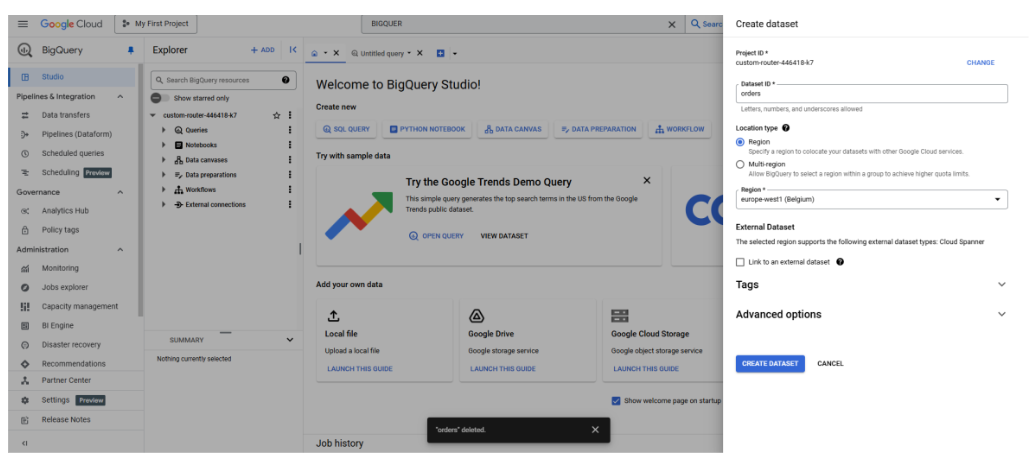 Google Cloud
My First Project
BIGQUER
Searc
BigQuery
Studio
Pipelines & Integration
Data transfers
Pipelines (Dataform)
Scheduled queries
Scheduling Preview
Governance
Analytics Hub
Policy tags
Administration
Monitoring
Jobs explorer
Capacity management
BI Engine
Disaster recovery
Recommendations
Partner Center
Settings Preview
Release Notes
Explorer
+ ADD
Search BigQuery resources
Show starred only
custom-router-446418-k7
Queries
Notebooks
Data canvases
Data preparations
Workflows
External connections
SUMMARY
Nothing currently selected
Untitled query
Welcome to BigQuery Studio!
Create new
SQL QUERY
PYTHON NOTEBOOK
DATA CANVAS
DATA PREPARATION
WORKFLOW
Try with sample data
Try the Google Trends Demo Query
This simple query generates the top search terms in the US from the Google
Trends public dataset.
OPEN QUERY
VIEW DATASET
CO
Add your own data
Local file
Upload a local file
LAUNCH THIS GUIDE
Google Drive
Google storage service
LAUNCH THIS GUIDE
Google Cloud Storage
Google object storage service
LAUNCH THIS GUIDE
Show welcome page on startup
"orders" deleted.
Job history
Create dataset
Project ID *
custom-router-446418-k7
CHANGE
Dataset ID *
orders
Letters, numbers, and underscores allowed
Location type
Region
Specify a region to colocate your datasets with other Google Cloud services.
Multi-region
Allow BigQuery to select a region within a group to achieve higher quota limits.
Region *
europe-west1 (Belgium)
External Dataset
The selected region supports the following external dataset types: Cloud Spanner
Link to an external dataset
Tags
Advanced options
CREATE DATASET
CANCEL